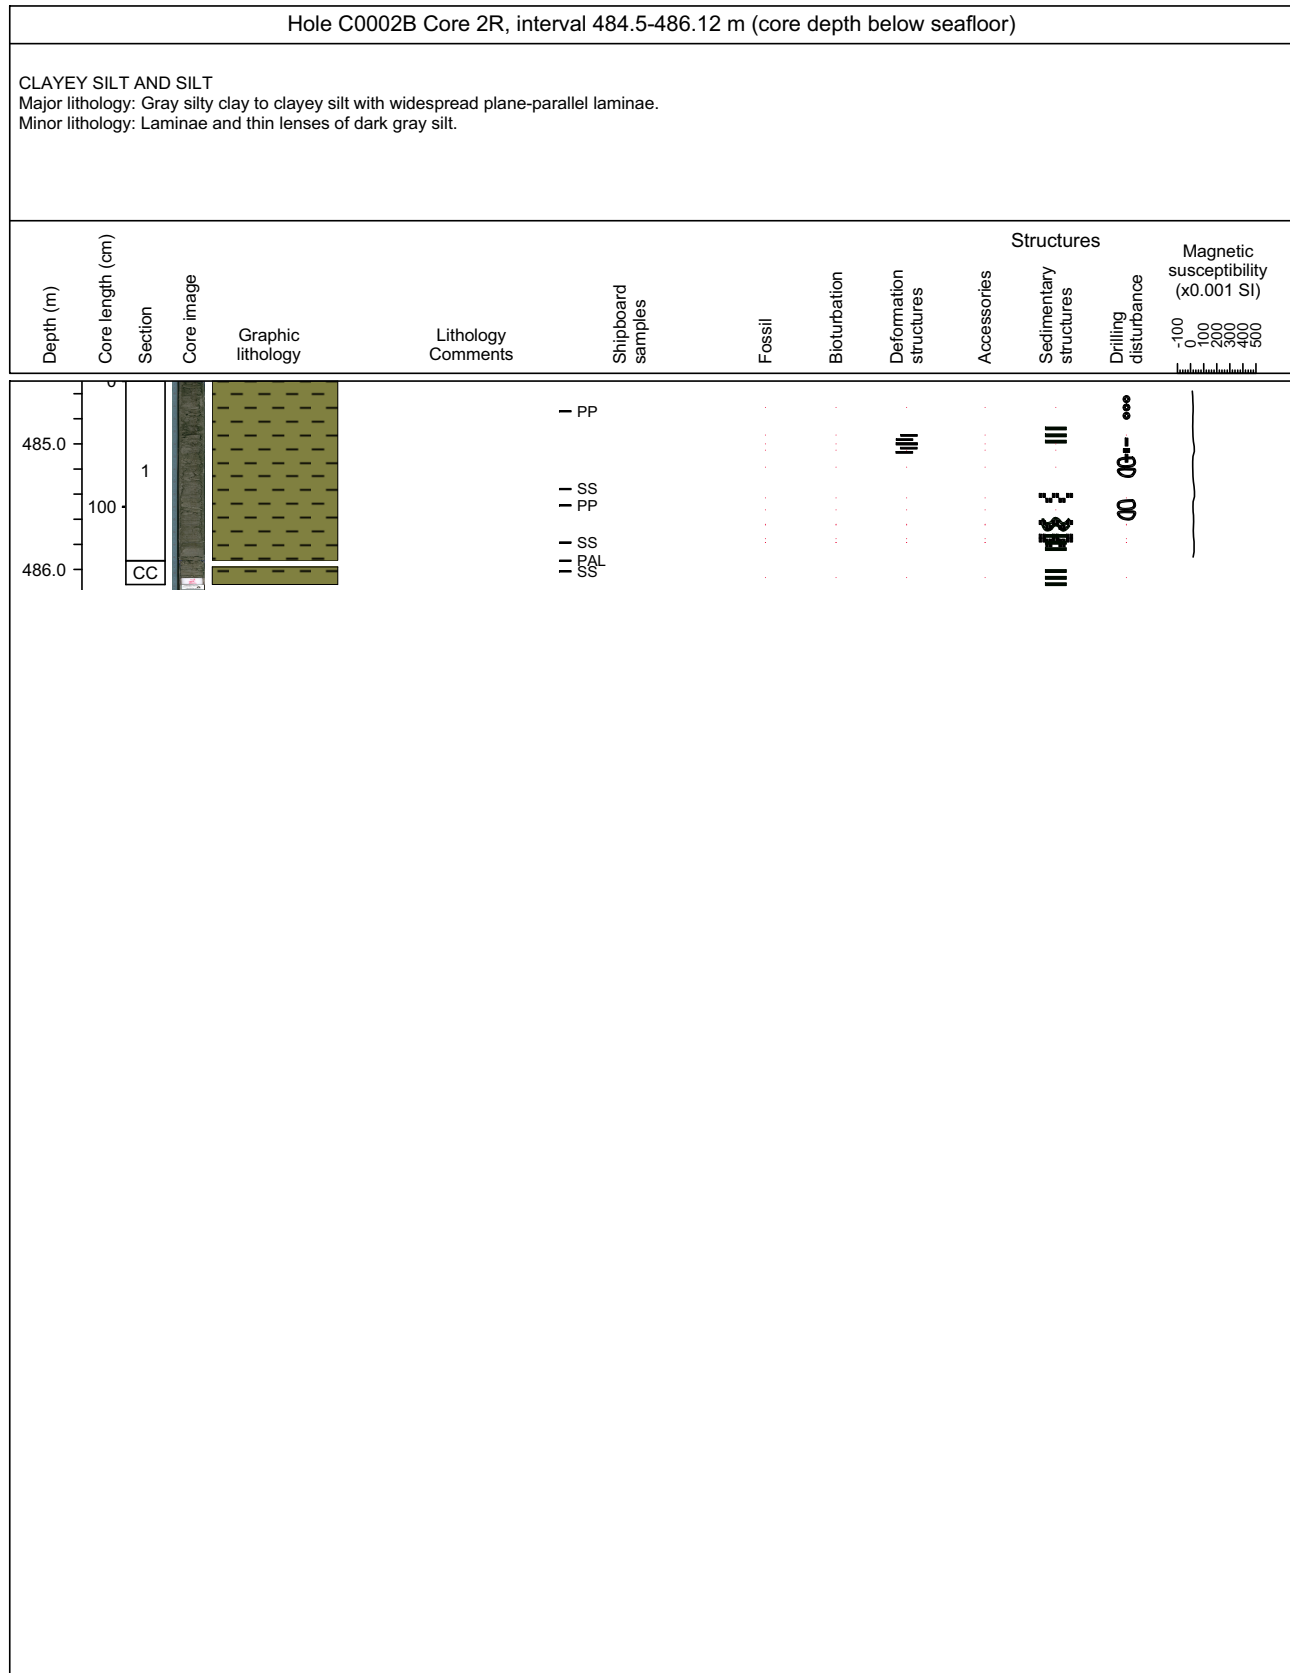 Hole C0002B Core 2R, interval 484.5-486.12 m (core depth below seafloor)
CLAYEY SILT AND SILT
Major lithology: Gray silty clay to clayey silt with widespread plane-parallel laminae.
Minor lithology: Laminae and thin lenses of dark gray silt.
Depth (m)
Core length (cm)
Section
Core image
Graphic
lithology
Lithology
Comments
Shipboard
samples
Fossil
Bioturbation
Structures
Deformation
structures
Accessories
Sedimentary
structures
Drilling
disturbance
Magnetic
susceptibility
(x0.001 SI)
-100
0
100
200
300
400
500
0
PP
485.0
1
SS
100
PP
SS
PAL
486.0
CC
SS